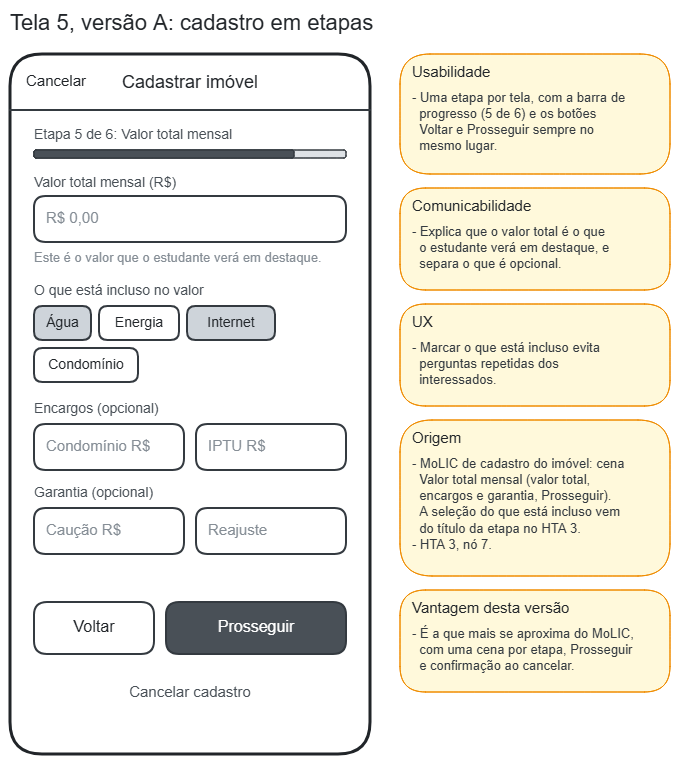 Tela 5, versão A: cadastro em etapas
Cancelar
Cadastrar imóvel
Etapa 5 de 6: Valor total mensal
Valor total mensal (R$)
R$ 0,00
Este é o valor que o estudante verá em destaque.
O que está incluso no valor
Água
Energia
Internet
Condomínio
Encargos (opcional)
Condomínio R$
IPTU R$
Garantia (opcional)
Caução R$
Reajuste
Voltar
Prosseguir
Cancelar cadastro
Usabilidade
- Uma etapa por tela, com a barra de
progresso (5 de 6) e os botões
Voltar e Prosseguir sempre no
mesmo lugar.
Comunicabilidade
- Explica que o valor total é o que
o estudante verá em destaque, e
separa o que é opcional.
UX
- Marcar o que está incluso evita
perguntas repetidas dos
interessados.
Origem
- MoLIC de cadastro do imóvel: cena
Valor total mensal (valor total,
encargos e garantia, Prosseguir).
A seleção do que está incluso vem
do título da etapa no HTA 3.
- HTA 3, nó 7.
Vantagem desta versão
- É a que mais se aproxima do MoLIC,
com uma cena por etapa, Prosseguir
e confirmação ao cancelar.